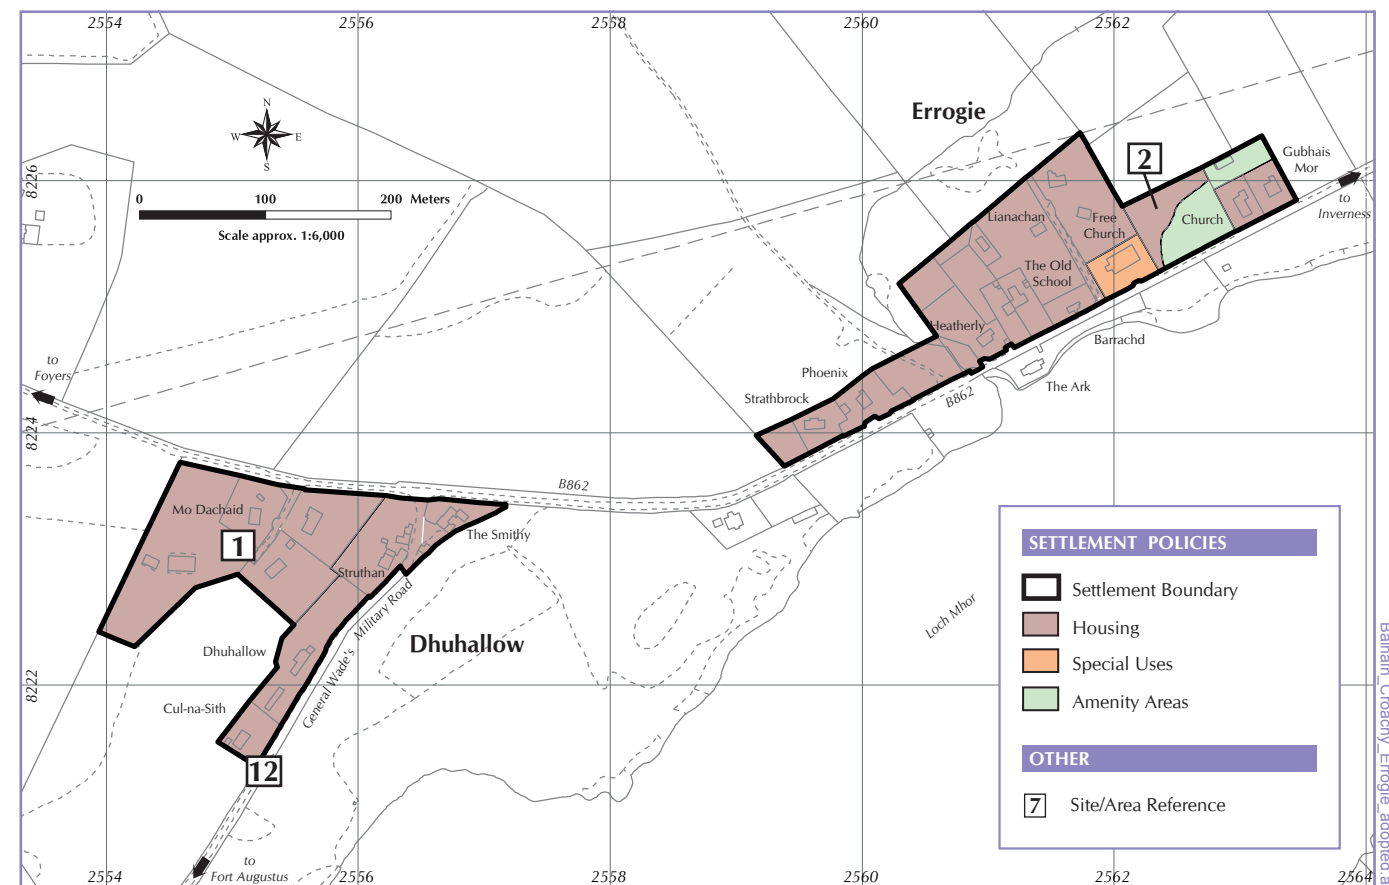 2554
2556
2558
2560
2562
Errogie
N
W
E
S
2
Gubhais
Mor
8226
0
100
200 Meters
Scale approx. 1:6,000
to
Inverness
Lianachan
Free
Church
Church
The Old
School
Heatherly
Barrachd
to
Foyers
Phoenix
The Ark
Strathbrock
B862
8224
B862
Mo Dachaid
1
The Smithy
Struthan
General Wade's Military Road
Dhuhallow
Loch Mhor
Dhuhallow
8222
Cul-na-Sith
12
to
Fort Augustus
SETTLEMENT POLICIES
Settlement Boundary
Housing
Special Uses
Amenity Areas
OTHER
7
Site/Area Reference
2554
2556
2558
2560
2562
2564
Balnain_Croachy_Errogie_adopted.a